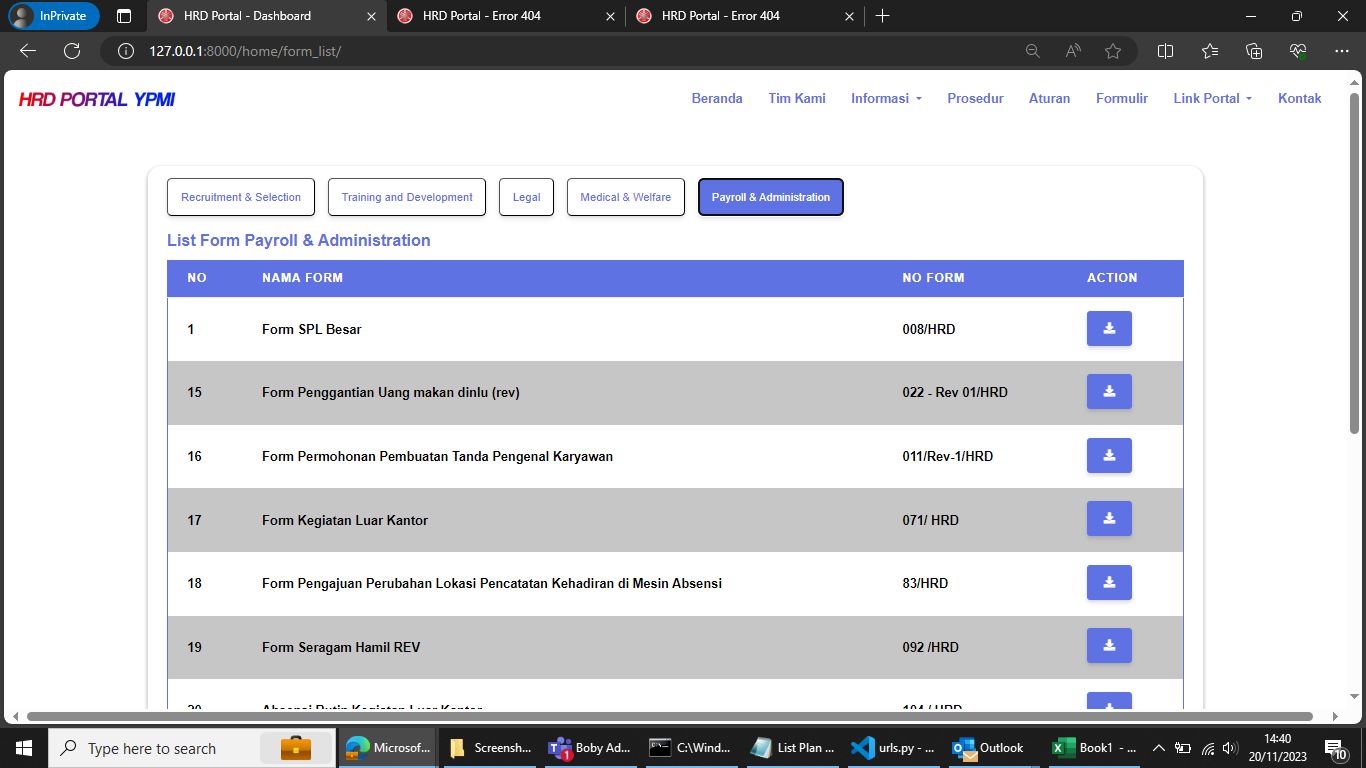 InPrivate
HRD Portal - Dashboard
HRD Portal - Error 404
HRD Portal - Error 404
127.0.0.1:8000/home/form_list/
HRD PORTAL YPMI
Beranda Tim Kami Informasi Prosedur Aturan Formulir Link Portal Kontak
Recruitment & Selection Training and Development Legal Medical & Welfare Payroll & Administration
List Form Payroll & Administration
NO NAMA FORM NO FORM ACTION
1 Form SPL Besar 008/HRD
15 Form Penggantian Uang makan dinlu (rev) 022 - Rev 01/HRD
16 Form Permohonan Pembuatan Tanda Pengenal Karyawan 011/Rev-1/HRD
17 Form Kegiatan Luar Kantor 071/ HRD
18 Form Pengajuan Perubahan Lokasi Pencatatan Kehadiran di Mesin Absensi 83/HRD
19 Form Seragam Hamil REV 092 /HRD
Type here to search
Microsof...
Screensh...
1
Boby Ad...
C:\Wind...
List Plan ...
urls.py - ...
Outlook
Book1 - ...
14:40
20/11/2023
10